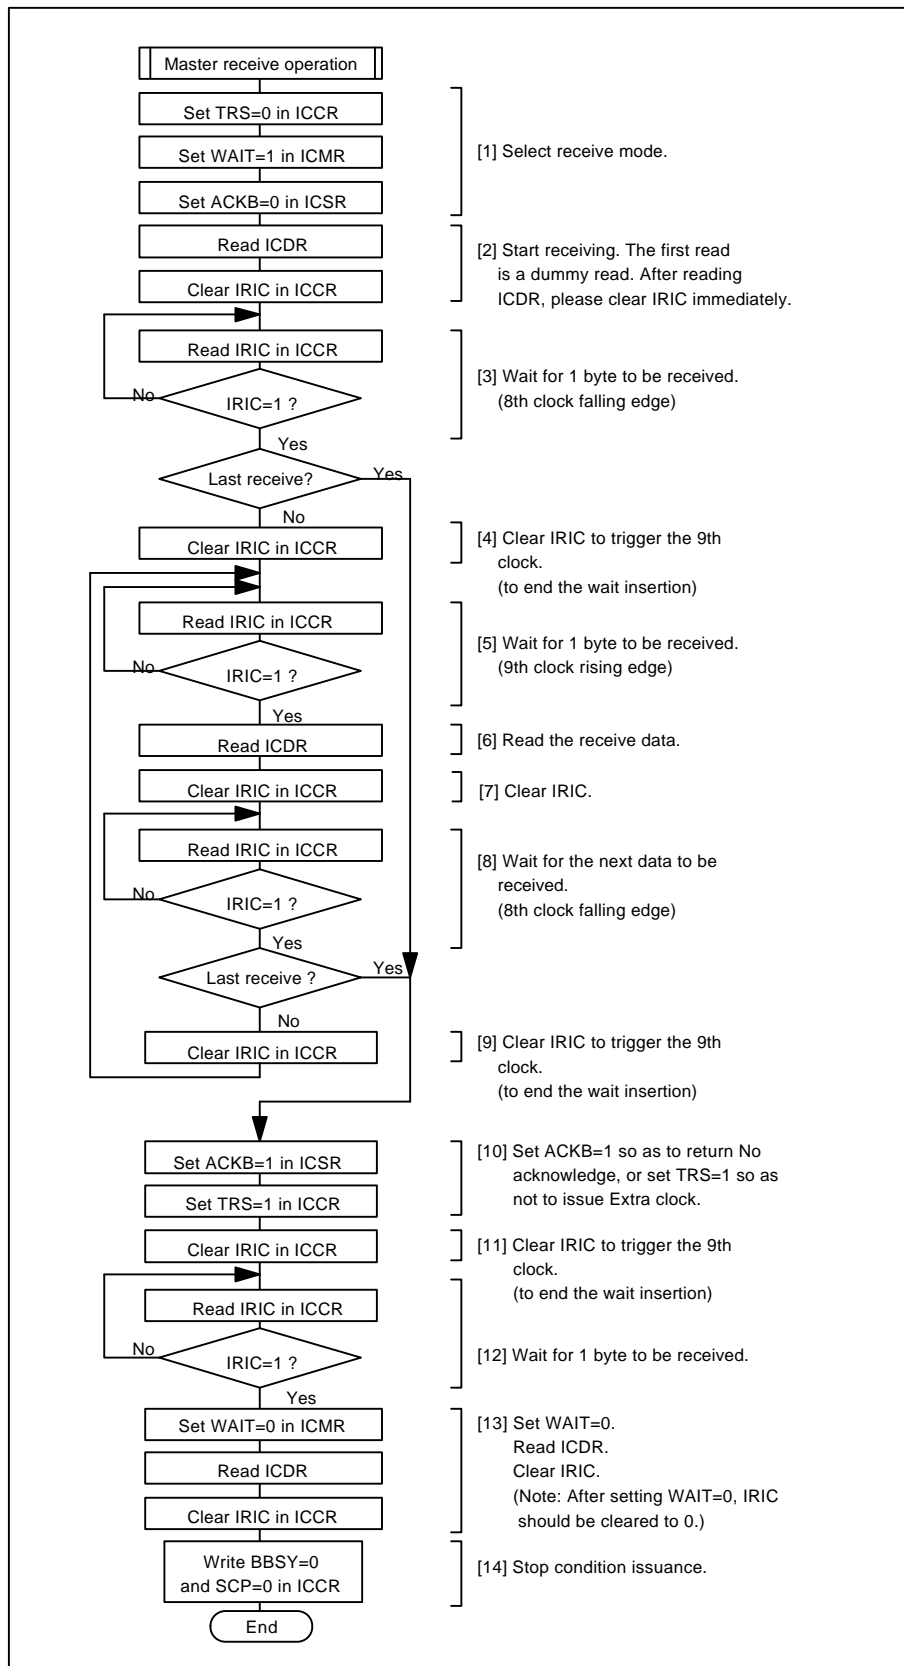 Master receive operation
Set TRS=0 in ICCR
Set WAIT=1 in ICMR
[1] Select receive mode.
Set ACKB=0 in ICSR
Read ICDR
[2] Start receiving. The first read
is a dummy read. After reading
ICDR, please clear IRIC immediately.
Clear IRIC in ICCR
Read IRIC in ICCR
[3] Wait for 1 byte to be received.
(8th clock falling edge)
No
IRIC=1 ?
Yes
Last receive?
Yes
No
Clear IRIC in ICCR
[4] Clear IRIC to trigger the 9th
clock.
(to end the wait insertion)
Read IRIC in ICCR
[5] Wait for 1 byte to be received.
(9th clock rising edge)
No
IRIC=1 ?
Yes
Read ICDR
[6] Read the receive data.
Clear IRIC in ICCR
[7] Clear IRIC.
Read IRIC in ICCR
[8] Wait for the next data to be
received.
(8th clock falling edge)
No
IRIC=1 ?
Yes
Last receive ?
Yes
No
Clear IRIC in ICCR
[9] Clear IRIC to trigger the 9th
clock.
(to end the wait insertion)
Set ACKB=1 in ICSR
[10] Set ACKB=1 so as to return No
acknowledge, or set TRS=1 so as
not to issue Extra clock.
Set TRS=1 in ICCR
Clear IRIC in ICCR
[11] Clear IRIC to trigger the 9th
clock.
(to end the wait insertion)
Read IRIC in ICCR
No
IRIC=1 ?
[12] Wait for 1 byte to be received.
Yes
Set WAIT=0 in ICMR
[13] Set WAIT=0.
Read ICDR.
Clear IRIC.
(Note: After setting WAIT=0, IRIC
should be cleared to 0.)
Read ICDR
Clear IRIC in ICCR
Write BBSY=0
and SCP=0 in ICCR
[14] Stop condition issuance.
End